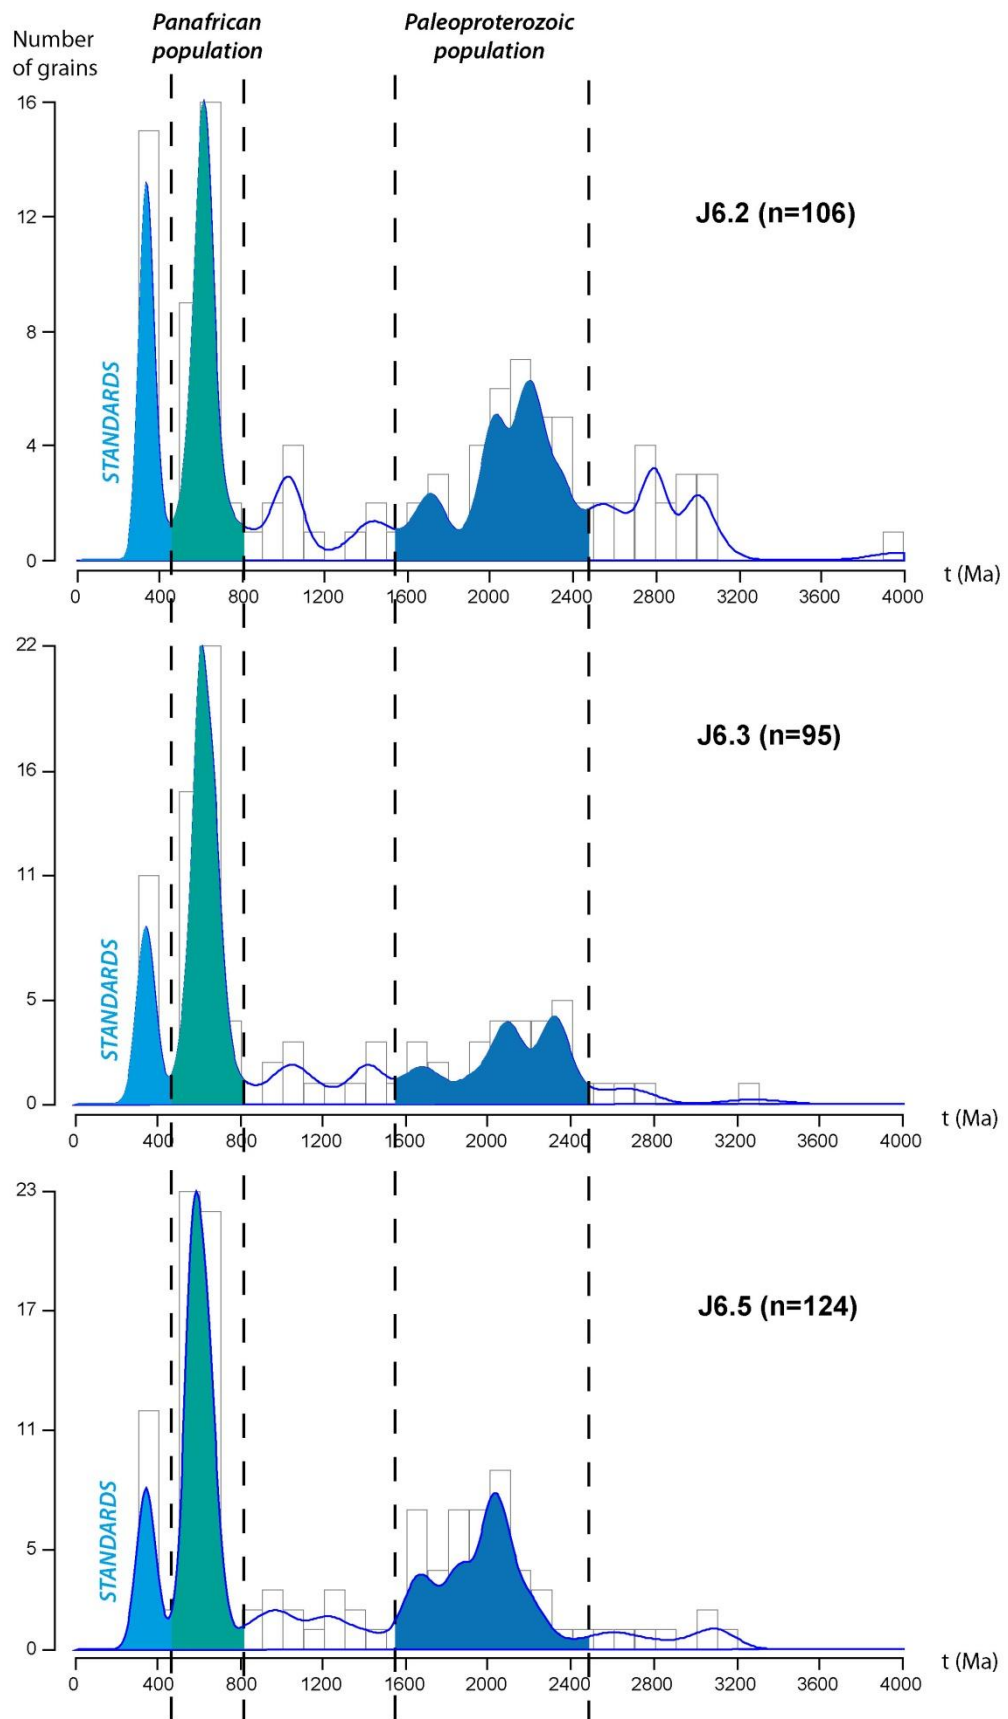 Number
of grains
Panafrican
population
Paleoproterozoic
population
16
12
8
4
0
STANDARDS
J6.2 (n=106)
0 400 800 1200 1600 2000 2400 2800 3200 3600 4000
t (Ma)
22
16
11
5
0
STANDARDS
J6.3 (n=95)
0 400 800 1200 1600 2000 2400 2800 3200 3600 4000
t (Ma)
23
17
11
5
0
STANDARDS
J6.5 (n=124)
0 400 800 1200 1600 2000 2400 2800 3200 3600 4000
t (Ma)